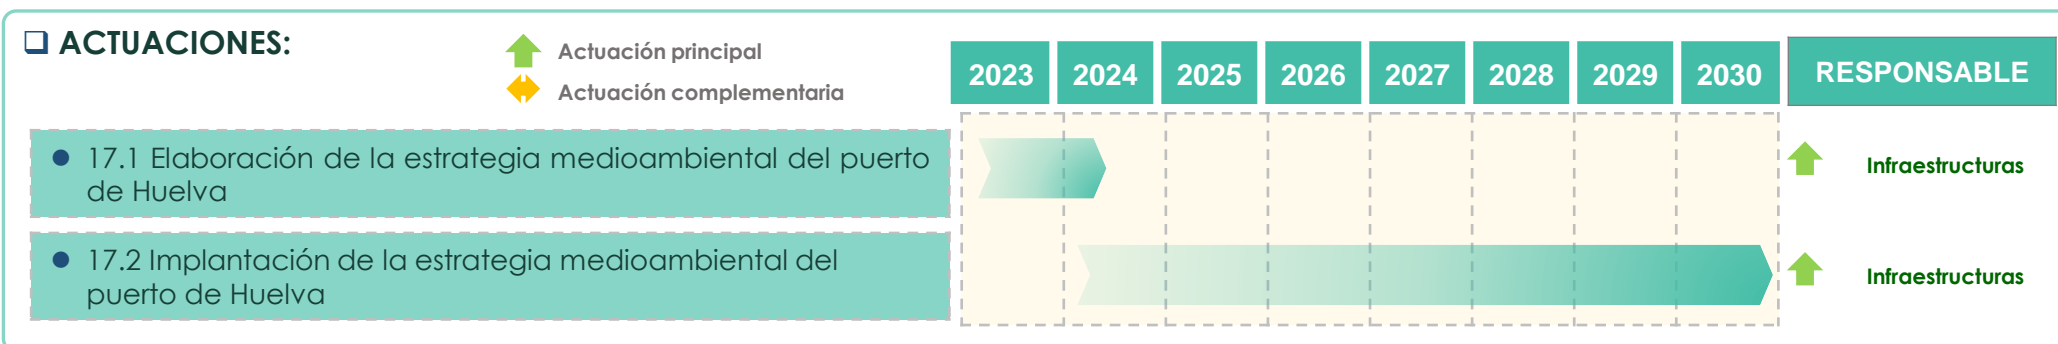 ACTUACIONES:
Actuación principal
Actuación complementaria
2023 2024 2025 2026 2027 2028 2029 2030 RESPONSABLE
17.1 Elaboración de la estrategia medioambiental del puerto
de Huelva
Infraestructuras
17.2 Implantación de la estrategia medioambiental del
puerto de Huelva
Infraestructuras